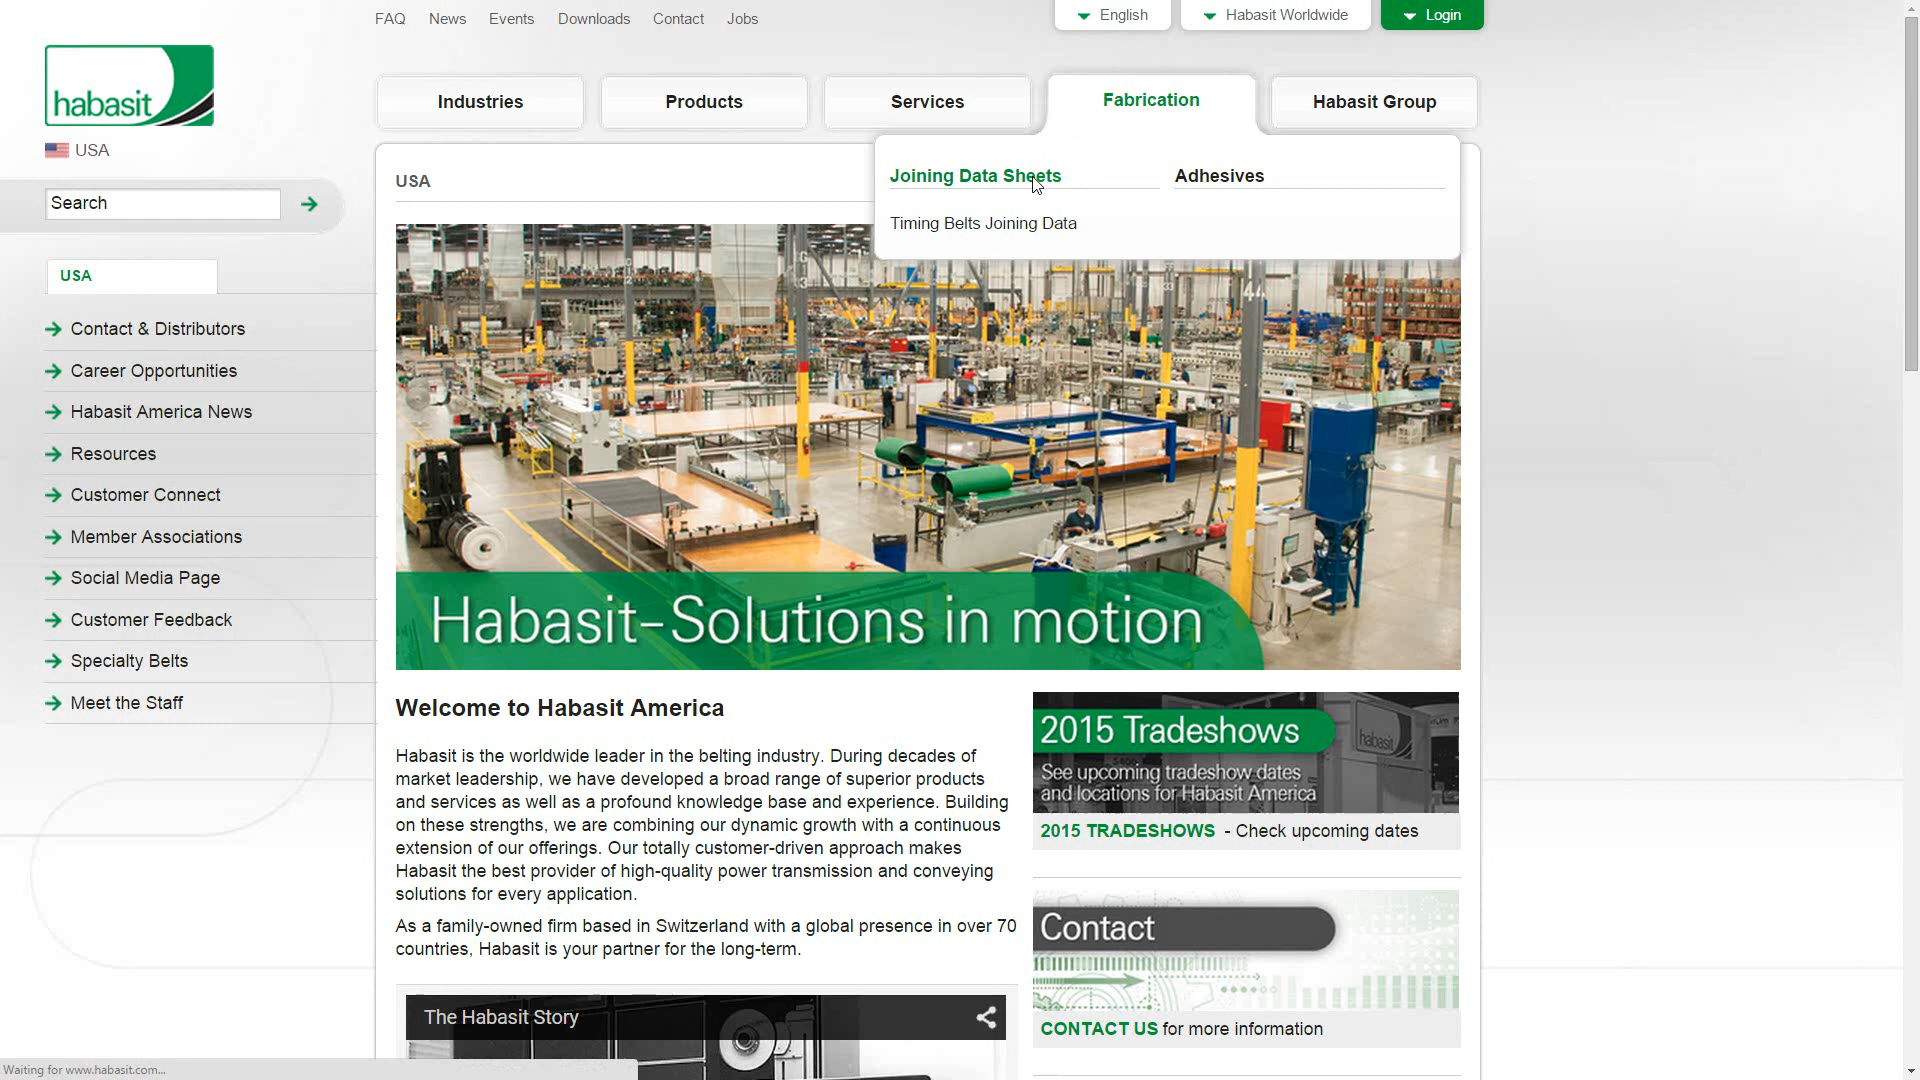 FAQ News Events Downloads Contact Jobs
English Habasit Worldwide Login
habasit
Industries Products Services Fabrication Habasit Group
USA
Joining Data Sheets Adhesives
Timing Belts Joining Data
Search
USA
USA
Contact & Distributors
Career Opportunities
Habasit America News
Resources
Customer Connect
Member Associations
Social Media Page
Customer Feedback
Specialty Belts
Meet the Staff
Habasit–Solutions in motion
Welcome to Habasit America
Habasit is the worldwide leader in the belting industry. During decades of
market leadership, we have developed a broad range of superior products
and services as well as a profound knowledge base and experience. Building
on these strengths, we are combining our dynamic growth with a continuous
extension of our offerings. Our totally customer-driven approach makes
Habasit the best provider of high-quality power transmission and conveying
solutions for every application.
As a family-owned firm based in Switzerland with a global presence in over 70
countries, Habasit is your partner for the long-term.
The Habasit Story
2015 Tradeshows
habasit
See upcoming tradeshow dates
and locations for Habasit America
2015 TRADESHOWS - Check upcoming dates
Contact
CONTACT US for more information
Waiting for www.habasit.com...